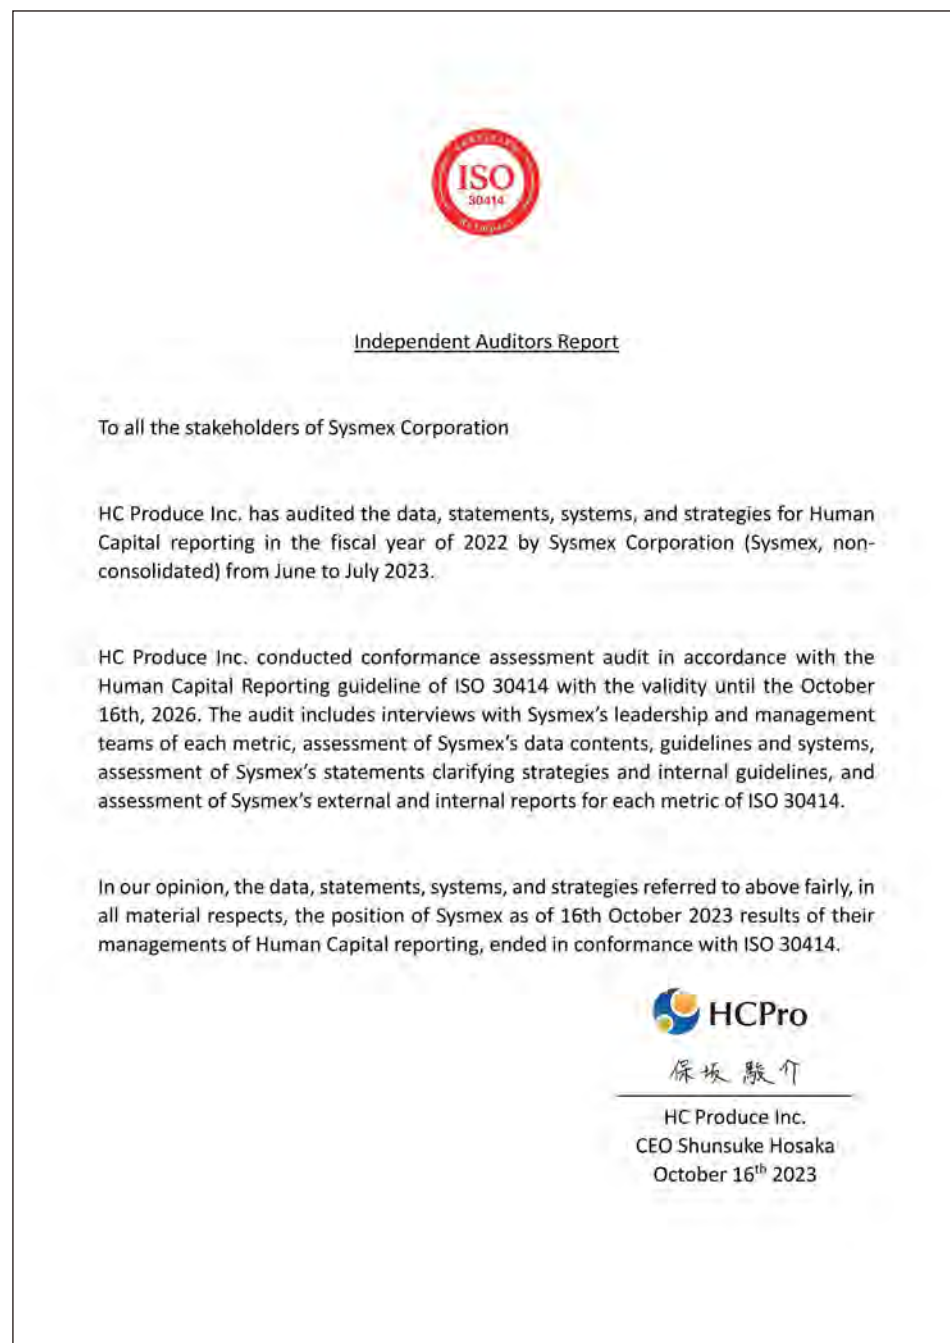 CERTIFIED
ISO
30414
Independent Auditors Report
To all the stakeholders of Sysmex Corporation
HC Produce Inc. has audited the data, statements, systems, and strategies for Human
Capital reporting in the fiscal year of 2022 by Sysmex Corporation (Sysmex, non-
consolidated) from June to July 2023.
HC Produce Inc. conducted conformance assessment audit in accordance with the
Human Capital Reporting guideline of ISO 30414 with the validity until the October
16th, 2026. The audit includes interviews with Sysmex’s leadership and management
teams of each metric, assessment of Sysmex’s data contents, guidelines and systems,
assessment of Sysmex’s statements clarifying strategies and internal guidelines, and
assessment of Sysmex’s external and internal reports for each metric of ISO 30414.
In our opinion, the data, statements, systems, and strategies referred to above fairly, in
all material respects, the position of Sysmex as of 16th October 2023 results of their
managements of Human Capital reporting, ended in conformance with ISO 30414.
HCPro
保坂 駿介
HC Produce Inc.
CEO Shunsuke Hosaka
October 16th 2023